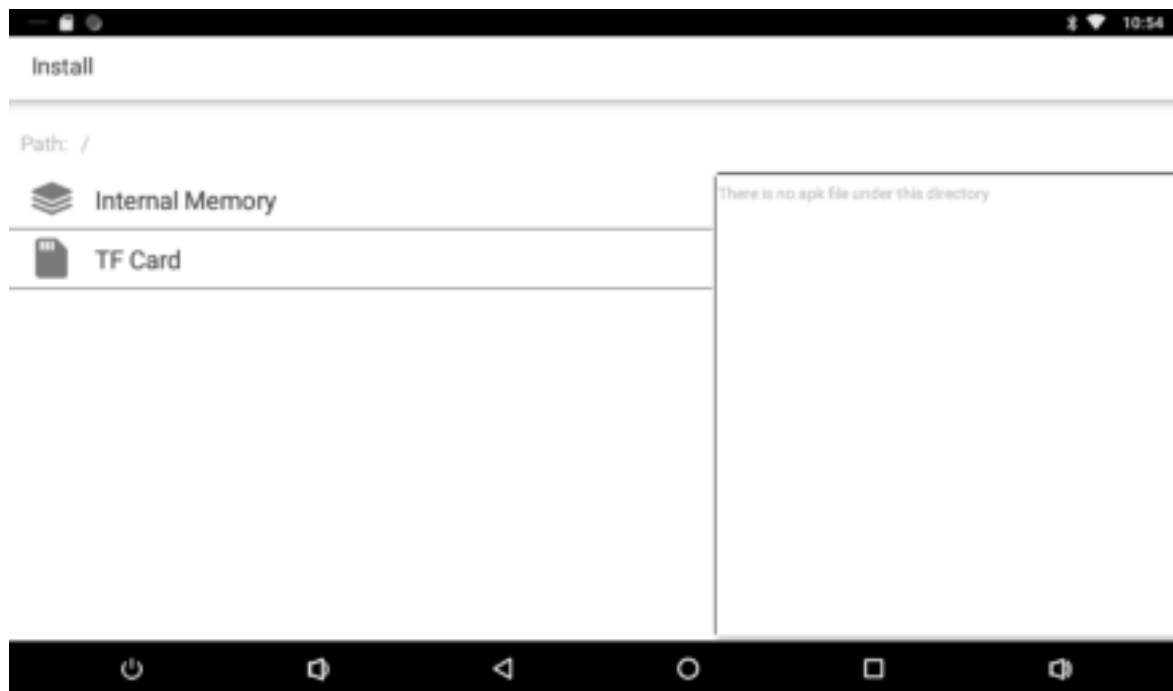 10:54
Install
Path: /
Internal Memory
There is no apk file under this directory
TF Card